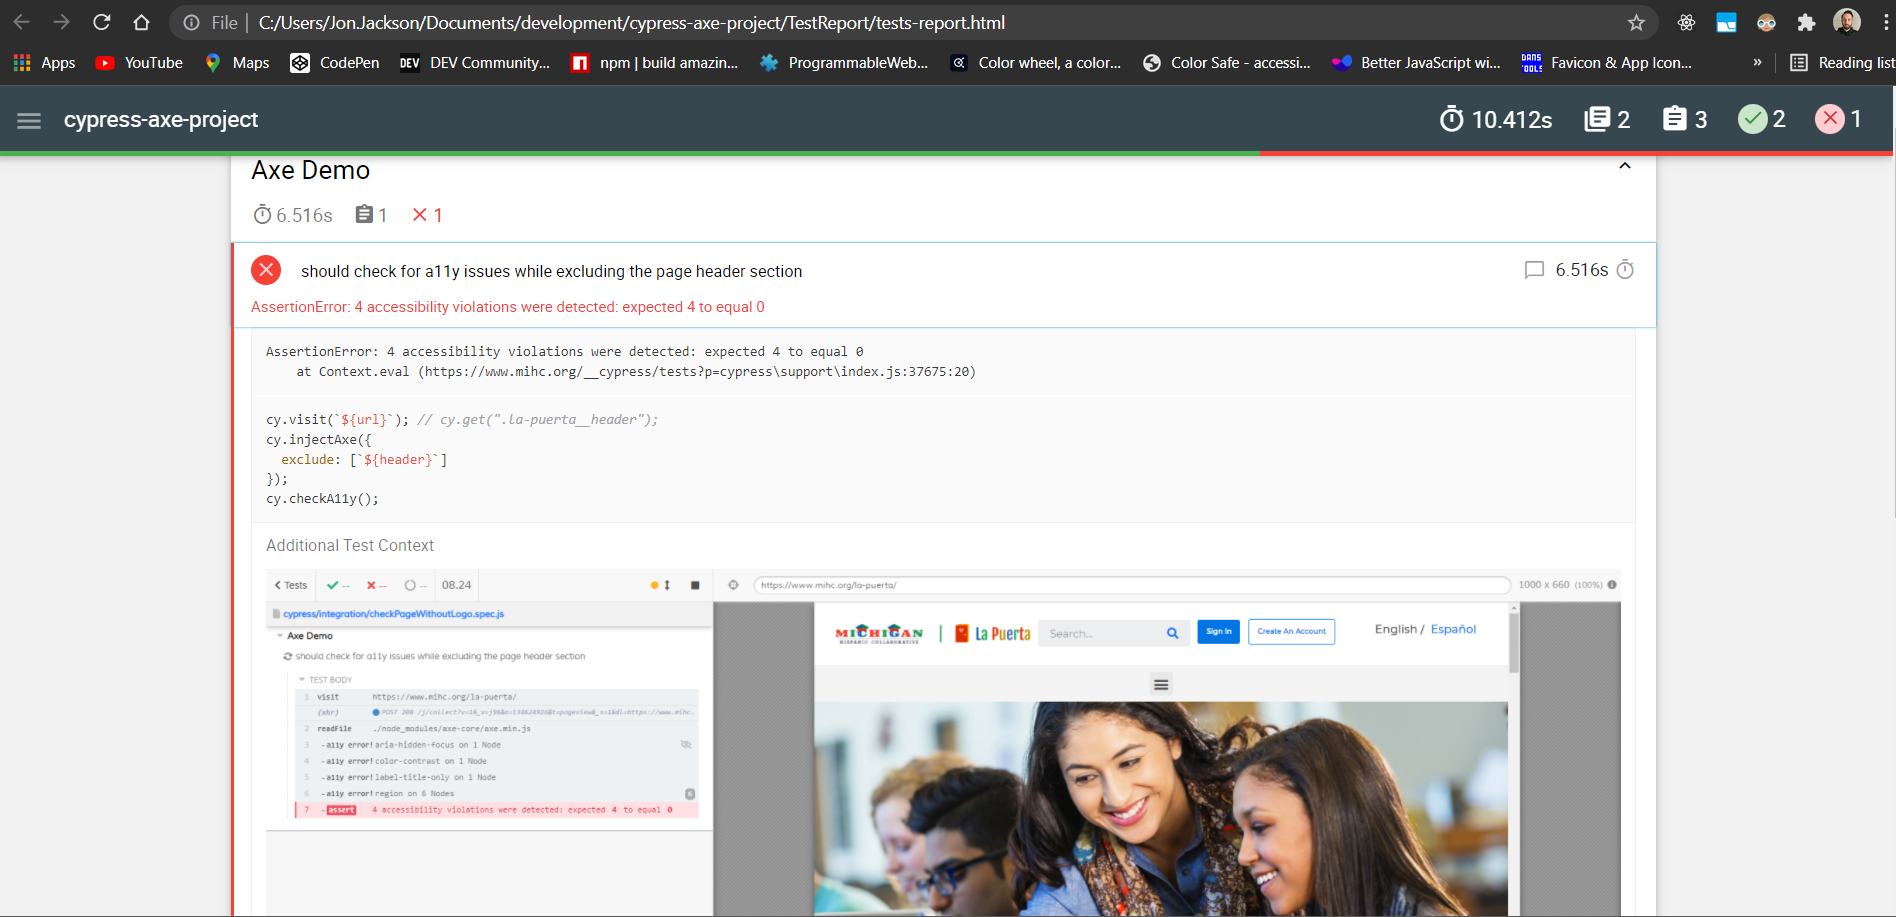 File | C:/Users/Jon.Jackson/Documents/development/cypress-axe-project/TestReport/tests-report.html
Apps YouTube Maps CodePen DEV DEV Community... npm | build amazin... ProgrammableWeb... Color wheel, a color... Color Safe - accessi... Better JavaScript wi... DANS TOOLS Favicon & App Icon... » Reading list
cypress-axe-project 10.412s 2 3 2 1
Axe Demo
6.516s 1 1
should check for a11y issues while excluding the page header section 6.516s
AssertionError: 4 accessibility violations were detected: expected 4 to equal 0
AssertionError: 4 accessibility violations were detected: expected 4 to equal 0
at Context.eval (https://www.mihc.org/__cypress/tests?p=cypress\support\index.js:37675:20)
cy.visit(`${url}`); // cy.get(".la-puerta__header");
cy.injectAxe({
exclude: [`${header}`]
});
cy.checkA11y();
Additional Test Context
Tests -- -- -- 08.24 https://www.mihc.org/la-puerta/ 1000 x 660 (100%)
cypress/integration/checkPageWithoutLogo.spec.js
MICHIGAN HISPANIC COLLABORATIVE | La Puerta Search... Sign In Create An Account English / Español
Axe Demo
should check for a11y issues while excluding the page header section
TEST BODY
1 visit https://www.mihc.org/la-puerta/
(xhr) POST 200 /j/collect?v=1&_v=j96&a=
2 readFile ./node_modules/axe-core/axe.min.js
3 -a11y error! aria-hidden-focus on 1 Node
4 -a11y error! color-contrast on 1 Node
5 -a11y error! label-title-only on 1 Node
6 -a11y error! region on 6 Nodes 6
7 -assert 4 accessibility violations were detected: expected 4 to equal 0